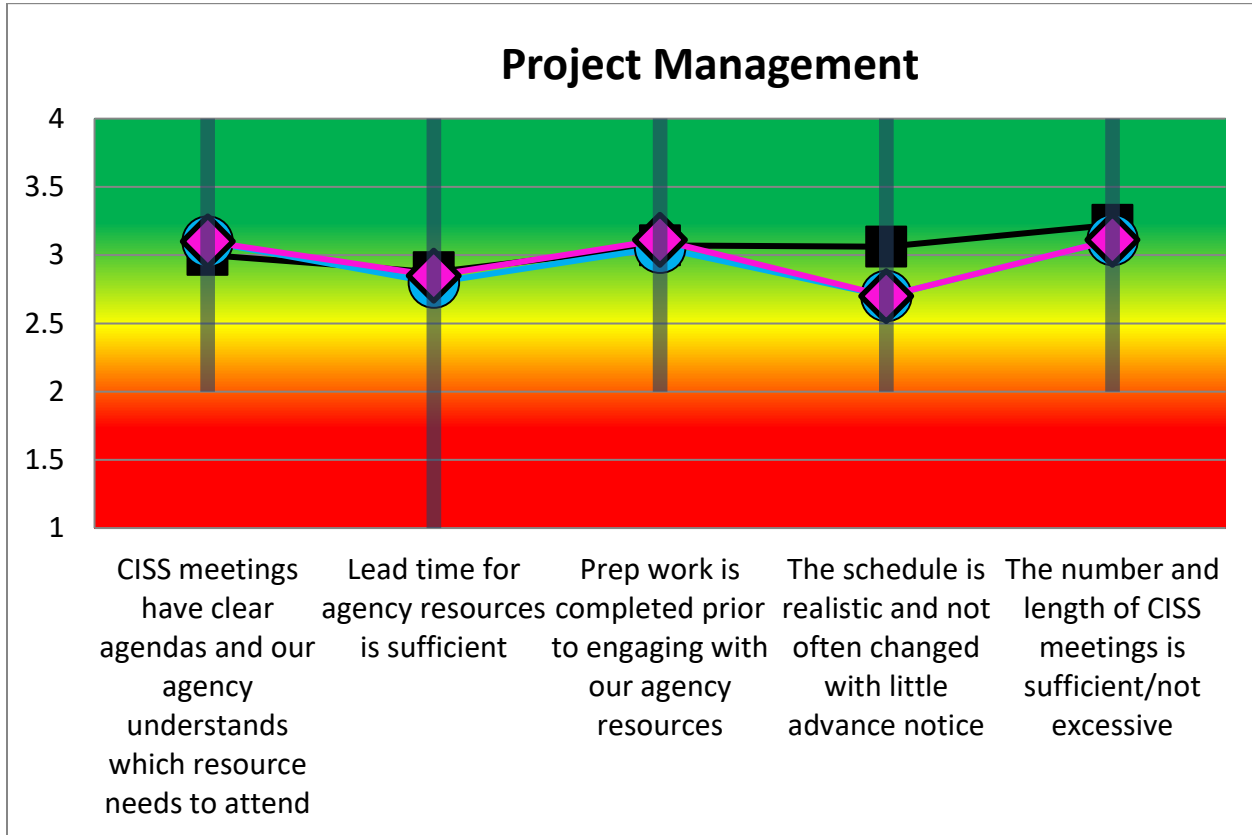 Project Management
4
3.5
3
2.5
2
1.5
1
CISS meetings
have clear
agendas and our
agency
understands
which resource
needs to attend
Lead time for
agency resources
is sufficient
Prep work is
completed prior
to engaging with
our agency
resources
The schedule is
realistic and not
often changed
with little
advance notice
The number and
length of CISS
meetings is
sufficient/not
excessive